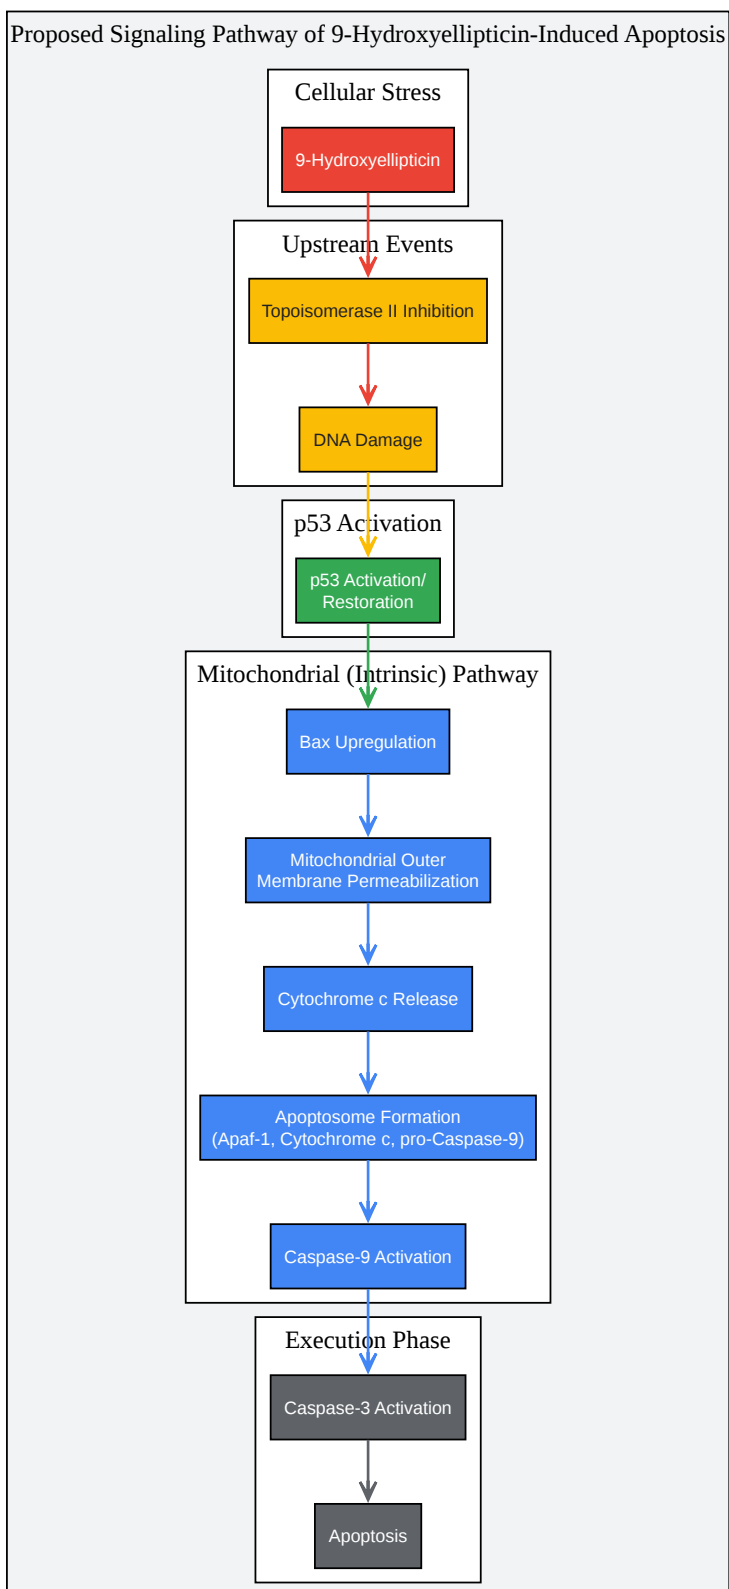 Proposed Signaling Pathway of 9-Hydroxyellipticin-Induced Apoptosis
Cellular Stress
9-Hydroxyellipticin
Upstream Events
Topoisomerase II Inhibition
DNA Damage
p53 Activation
p53 Activation/
Restoration
Mitochondrial (Intrinsic) Pathway
Bax Upregulation
Mitochondrial Outer
Membrane Permeabilization
Cytochrome c Release
Apoptosome Formation
(Apaf-1, Cytochrome c, pro-Caspase-9)
Caspase-9 Activation
Execution Phase
Caspase-3 Activation
Apoptosis